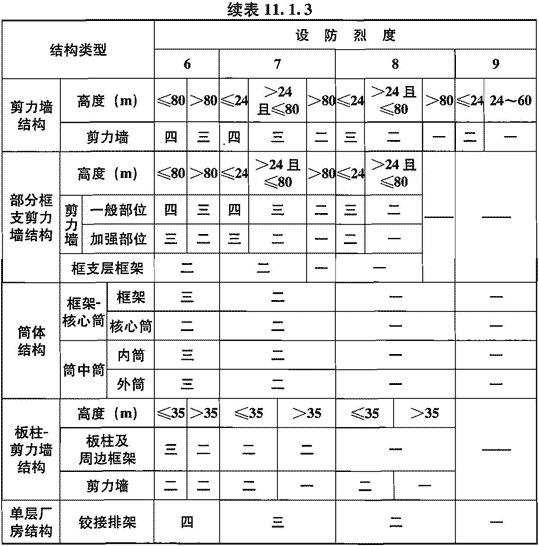 续表 11.1.3
结构类型 设 防 烈 度
6 7 8 9
剪力墙结构 高度（m） ≤80 >80 ≤24 >24且≤80 >80 ≤24 >24且≤80 >80 ≤24 24～60
剪力墙 四 三 四 三 二 三 二 一 二 一
部分框支剪力墙结构 高度（m） ≤80 >80 ≤24 >24且≤80 >80 ≤24 >24且≤80 —— ——
剪力墙 一般部位 四 三 四 三 二 三 二
加强部位 三 二 三 二 一 二 一
框支层框架 二 二 一 一
筒体结构 框架-核心筒 框架 三 二 一 一
核心筒 二 二 一 一
筒中筒 内筒 三 二 一 一
外筒 三 二 一 一
板柱-剪力墙结构 高度（m） ≤35 >35 ≤35 >35 ≤35 >35 ——
板柱及周边框架 三 二 二 二 一
剪力墙 二 二 二 一 二 一
单层厂房结构 铰接排架 四 三 二 一